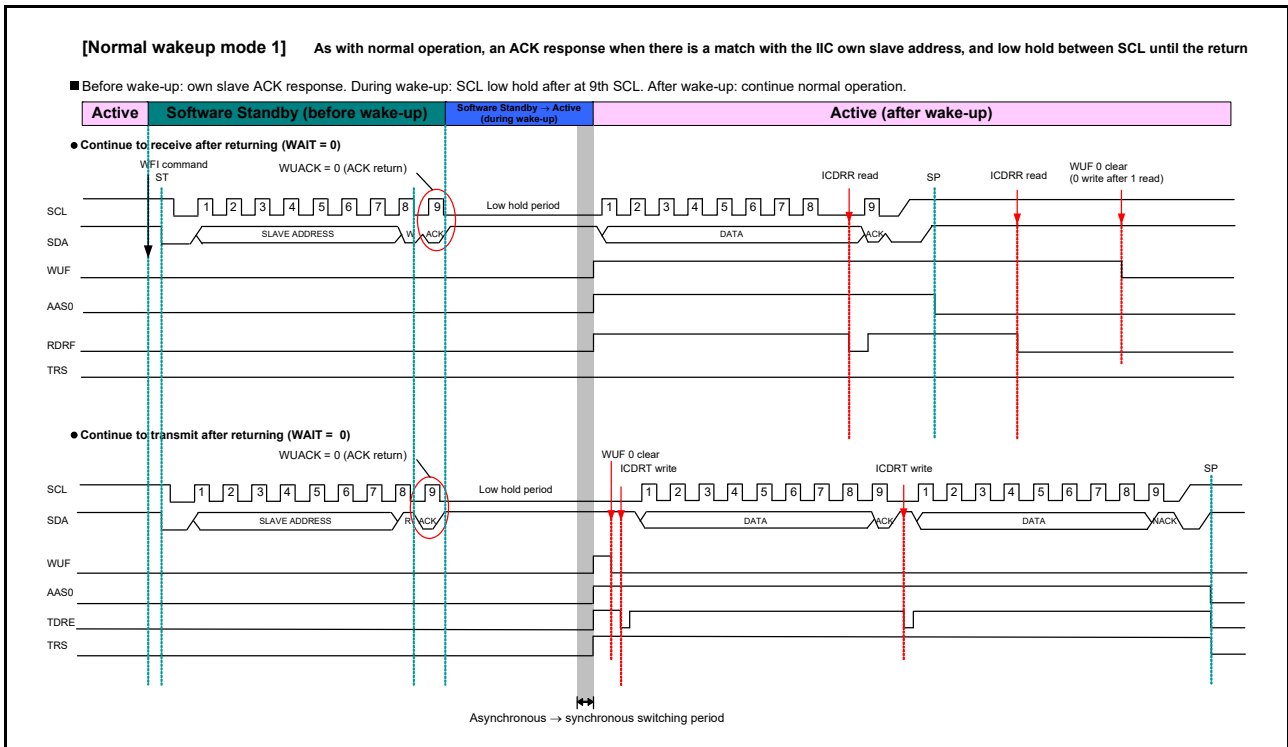 [Normal wakeup mode 1] As with normal operation, an ACK response when there is a match with the IIC own slave address, and low hold between SCL until the return
■ Before wake-up: own slave ACK response. During wake-up: SCL low hold after at 9th SCL. After wake-up: continue normal operation.
Active Software Standby (before wake-up) Software Standby → Active (during wake-up) Active (after wake-up)
● Continue to receive after returning (WAIT = 0)
WFI command
ST
WUACK = 0 (ACK return)
ICDRR read
SP
ICDRR read
WUF 0 clear
(0 write after 1 read)
SCL 1 2 3 4 5 6 7 8 9 Low hold period 1 2 3 4 5 6 7 8 9
SDA SLAVE ADDRESS W ACK DATA ACK
WUF
AAS0
RDRF
TRS
● Continue to transmit after returning (WAIT = 0)
WUACK = 0 (ACK return)
WUF 0 clear
ICDRT write
ICDRT write
SP
SCL 1 2 3 4 5 6 7 8 9 Low hold period 1 2 3 4 5 6 7 8 9 1 2 3 4 5 6 7 8 9
SDA SLAVE ADDRESS R ACK DATA ACK DATA NACK
WUF
AAS0
TDRE
TRS
Asynchronous → synchronous switching period